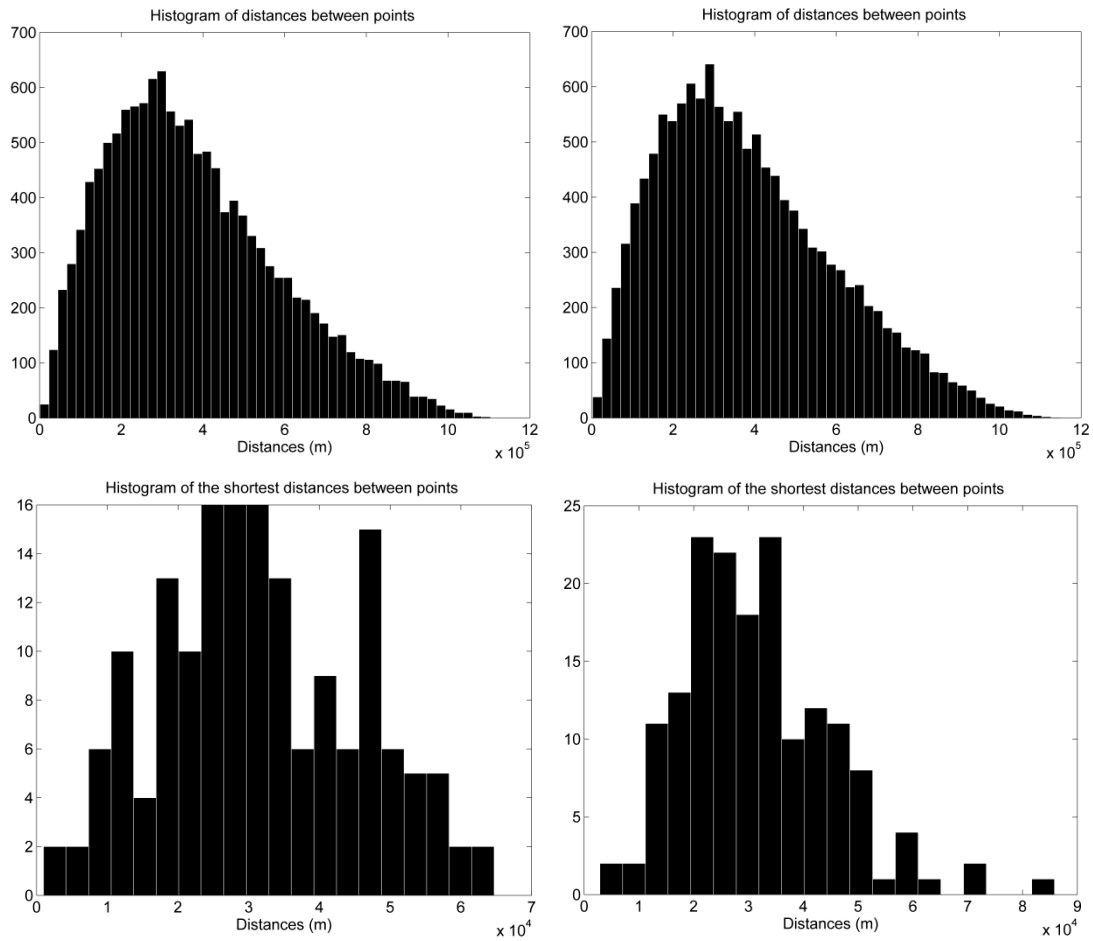 Histogram of distances between points
700
600
500
400
300
200
100
0
0 2 4 6 8 10 12
Distances (m)
x 10^5
Histogram of distances between points
700
600
500
400
300
200
100
0
0 2 4 6 8 10 12
Distances (m)
x 10^5
Histogram of the shortest distances between points
16
14
12
10
8
6
4
2
0
0 1 2 3 4 5 6 7
Distances (m)
x 10^4
Histogram of the shortest distances between points
25
20
15
10
5
0
0 1 2 3 4 5 6 7 8 9
Distances (m)
x 10^4